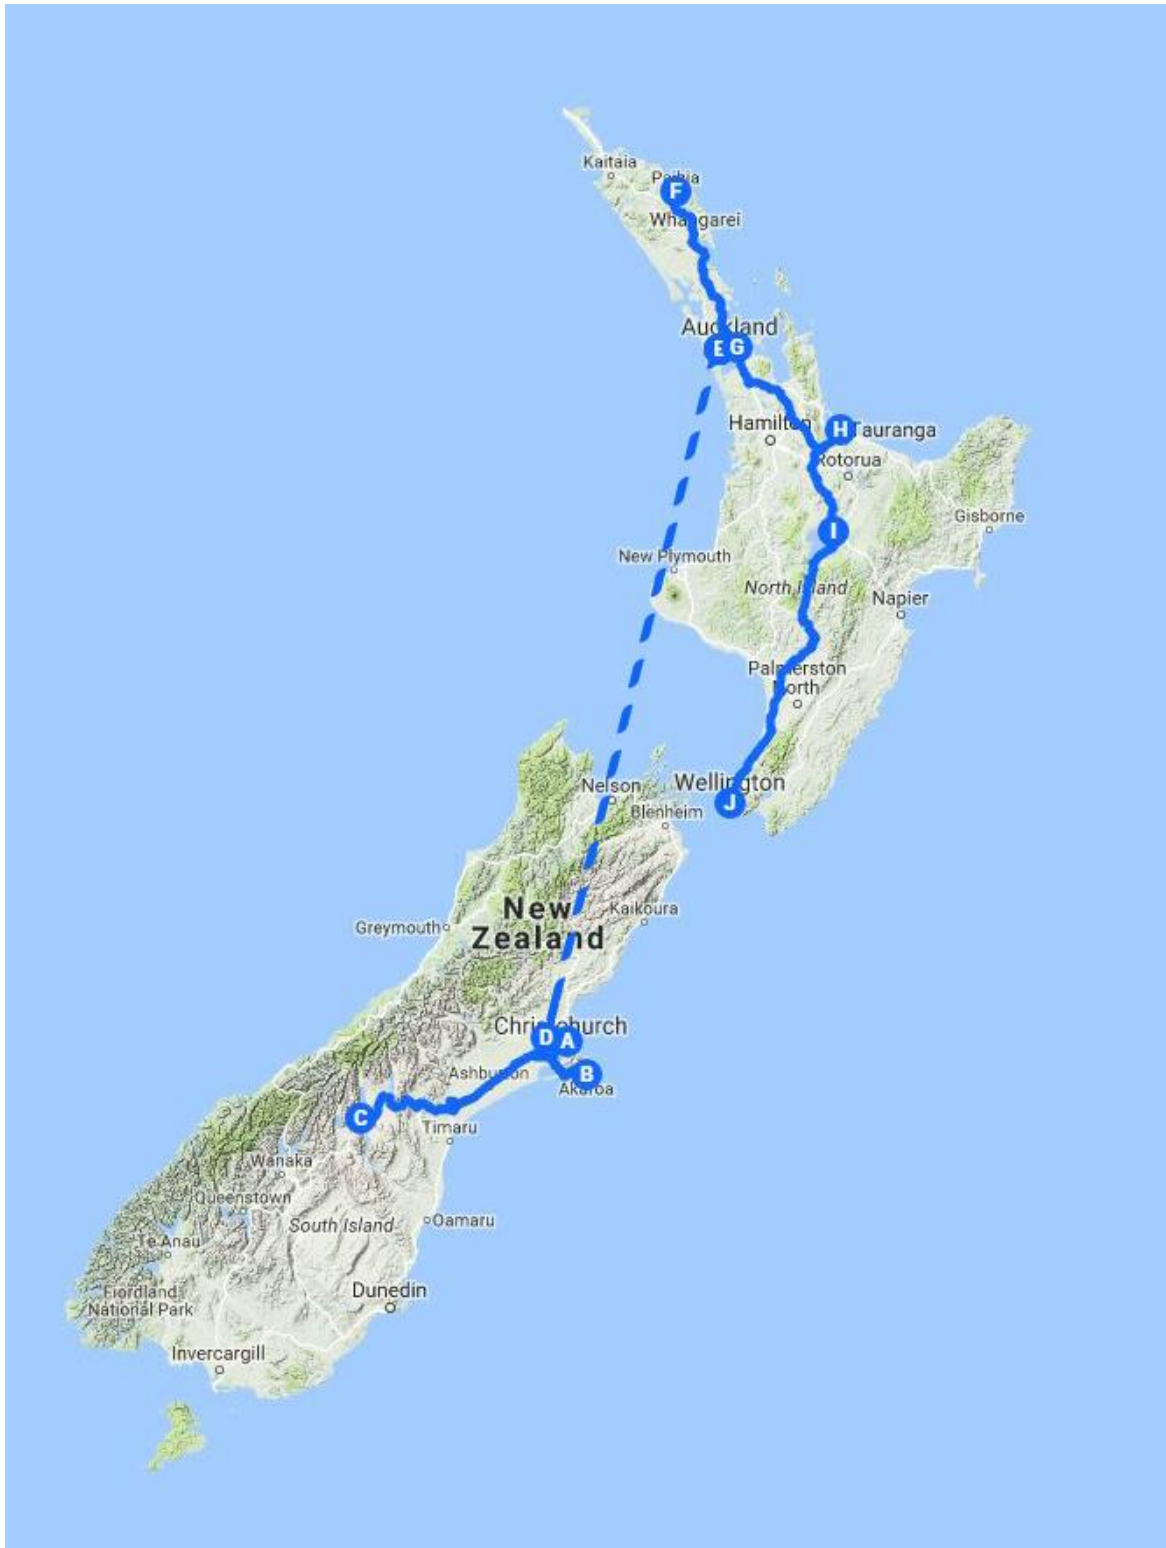 Kaitaia
Paihia
F
Whangarei
Auckland
E G
Hamilton
H Tauranga
Rotorua
Gisborne
I
New Plymouth
North Island
Napier
Palmerston
North
Wellington
Nelson
J
Blenheim
New
Zealand
Kaikoura
Greymouth
Christchurch
D A
Ashburton
B
Akaroa
C
Timaru
Wanaka
Queenstown
South Island
Oamaru
Te Anau
Fiordland
National Park
Dunedin
Invercargill